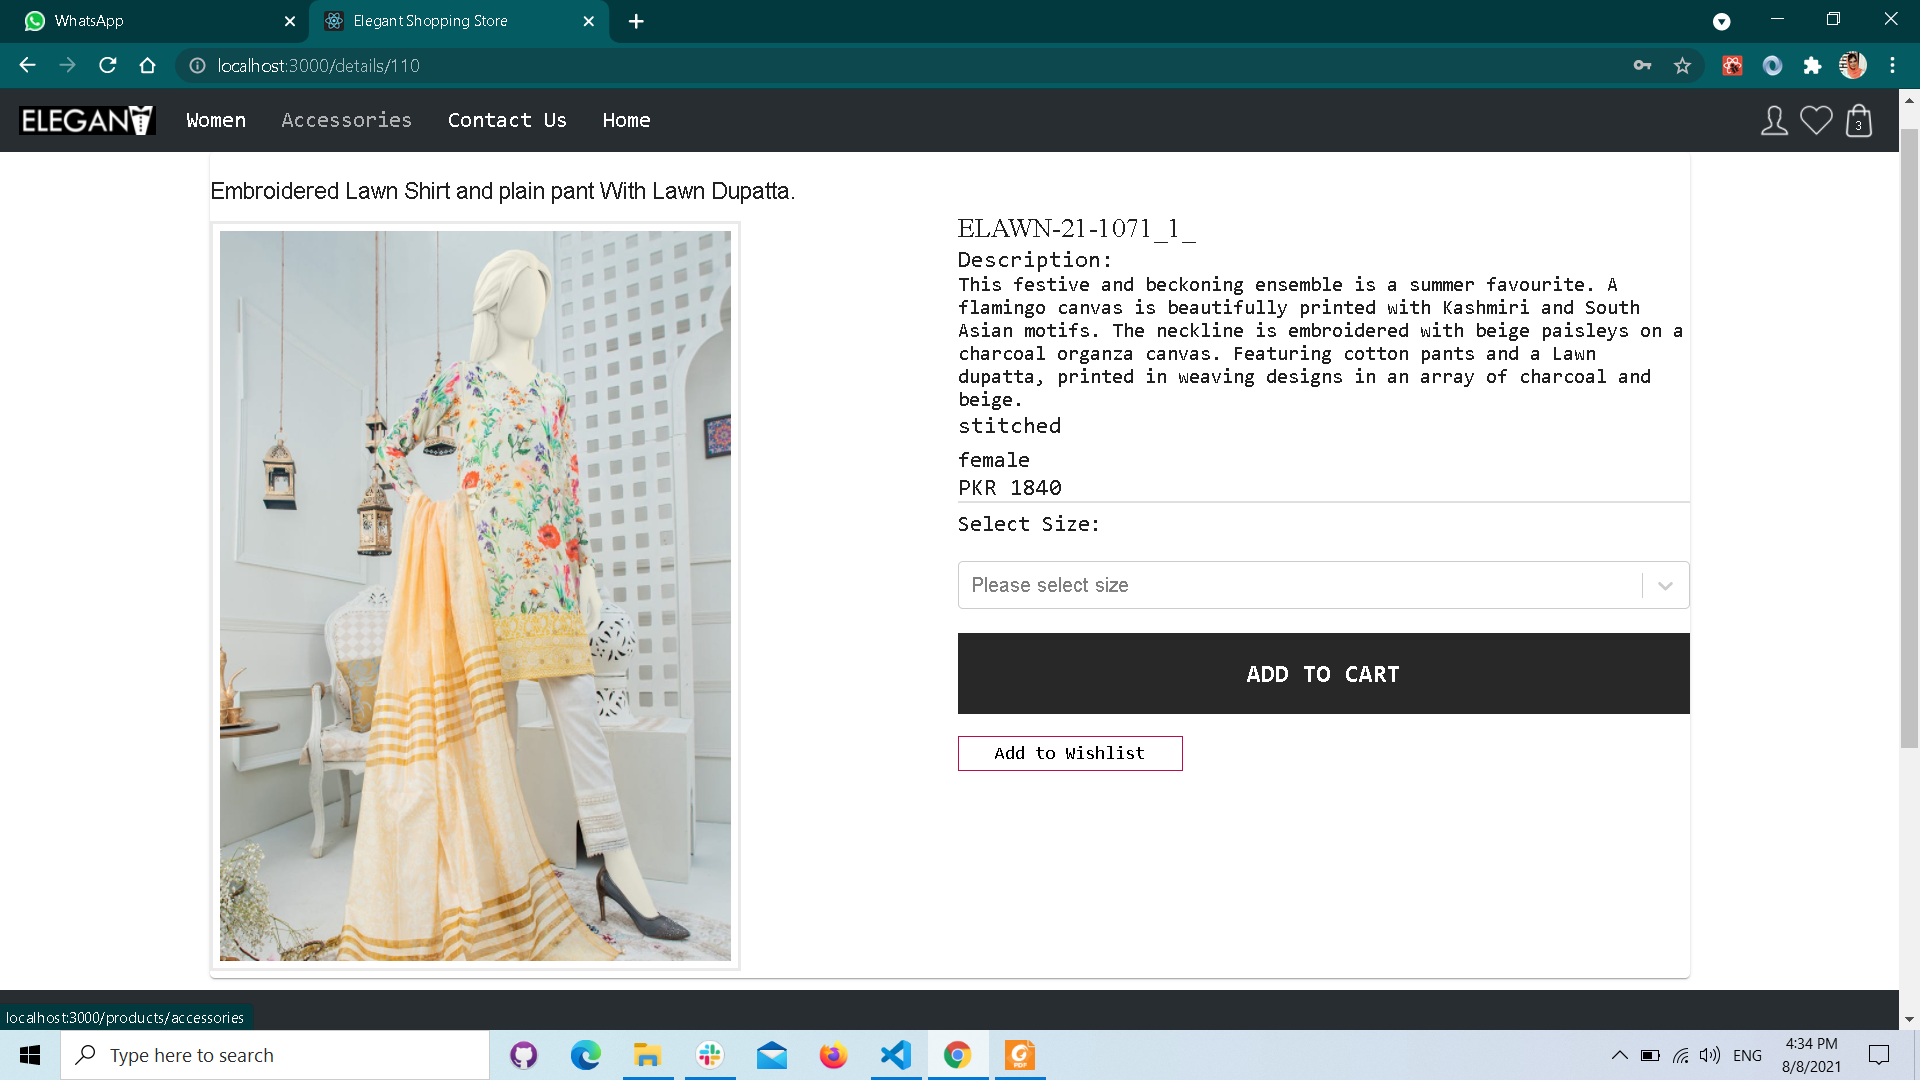 WhatsApp
Elegant Shopping Store
localhost:3000/details/110
ELEGANT
Women
Accessories
Contact Us
Home
3
Embroidered Lawn Shirt and plain pant With Lawn Dupatta.
ELAWN-21-1071_1_
Description:
This festive and beckoning ensemble is a summer favourite. A
flamingo canvas is beautifully printed with Kashmiri and South
Asian motifs. The neckline is embroidered with beige paisleys on a
charcoal organza canvas. Featuring cotton pants and a Lawn
dupatta, printed in weaving designs in an array of charcoal and
beige.
stitched
female
PKR 1840
Select Size:
Please select size
ADD TO CART
Add to Wishlist
localhost:3000/products/accessories
Type here to search
PDF
ENG
4:34 PM
8/8/2021